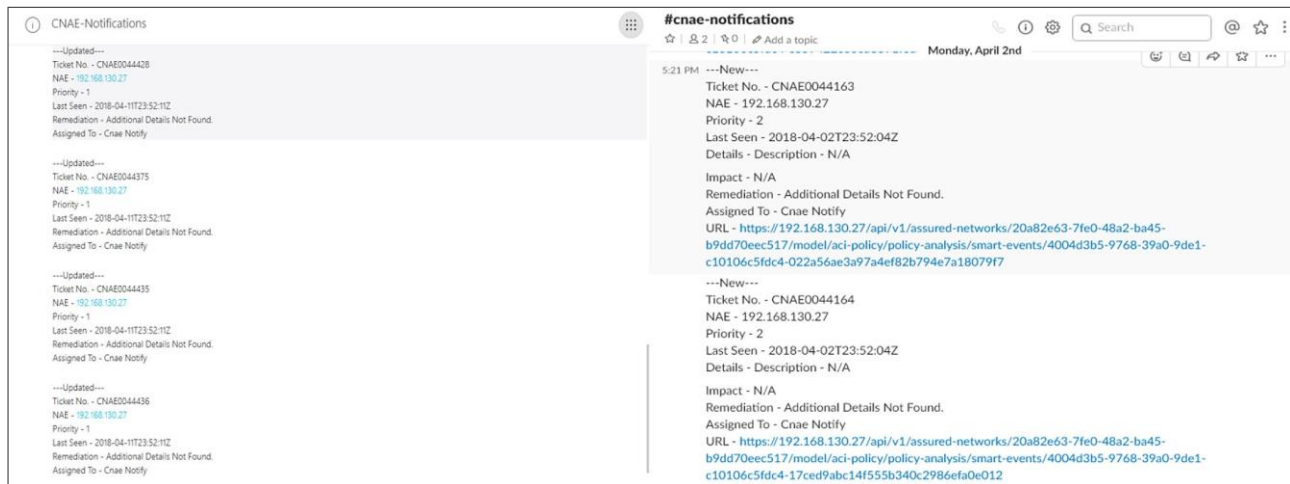 CNAE-Notifications
---Updated---
Ticket No. - CNAE0044428
NAE - 192.168.130.27
Priority - 1
Last Seen - 2018-04-11T23:52:11Z
Remediation - Additional Details Not Found.
Assigned To - Cnae Notify
---Updated---
Ticket No. - CNAE0044375
NAE - 192.168.130.27
Priority - 1
Last Seen - 2018-04-11T23:52:11Z
Remediation - Additional Details Not Found.
Assigned To - Cnae Notify
---Updated---
Ticket No. - CNAE0044435
NAE - 192.168.130.27
Priority - 1
Last Seen - 2018-04-11T23:52:11Z
Remediation - Additional Details Not Found.
Assigned To - Cnae Notify
---Updated---
Ticket No. - CNAE0044436
NAE - 192.168.130.27
Priority - 1
Last Seen - 2018-04-11T23:52:11Z
Remediation - Additional Details Not Found.
Assigned To - Cnae Notify
#cnae-notifications
2 | 0 | Add a topic
Search
Monday, April 2nd
5:21 PM ---New---
Ticket No. - CNAE0044163
NAE - 192.168.130.27
Priority - 2
Last Seen - 2018-04-02T23:52:04Z
Details - Description - N/A
Impact - N/A
Remediation - Additional Details Not Found.
Assigned To - Cnae Notify
URL - https://192.168.130.27/api/v1/assured-networks/20a82e63-7fe0-48a2-ba45-
b9dd70eec517/model/aci-policy/policy-analysis/smart-events/4004d3b5-9768-39a0-9de1-
c10106c5fdc4-022a56ae3a97a4ef82b794e7a18079f7
---New---
Ticket No. - CNAE0044164
NAE - 192.168.130.27
Priority - 2
Last Seen - 2018-04-02T23:52:04Z
Details - Description - N/A
Impact - N/A
Remediation - Additional Details Not Found.
Assigned To - Cnae Notify
URL - https://192.168.130.27/api/v1/assured-networks/20a82e63-7fe0-48a2-ba45-
b9dd70eec517/model/aci-policy/policy-analysis/smart-events/4004d3b5-9768-39a0-9de1-
c10106c5fdc4-17ced9abc14f555b340c2986efa0e012